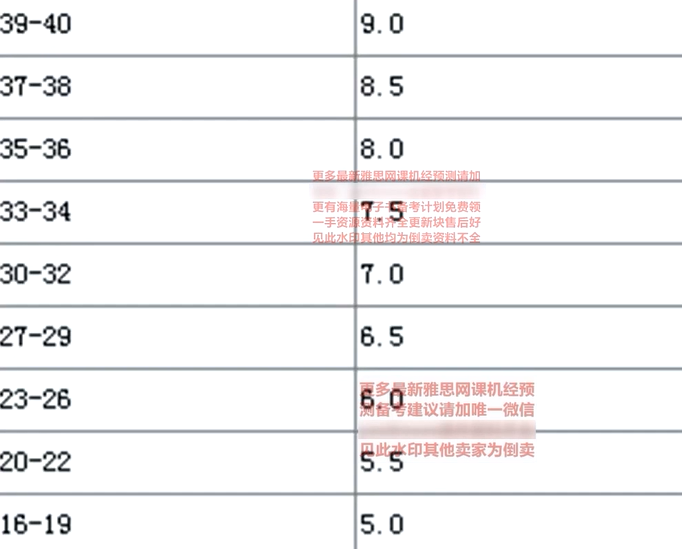 39-40 9.0
37-38 8.5
35-36 8.0
更多最新雅思网课机经预测请加
33-34 7.5
更有海量电子书备考计划免费领
一手资源资料齐全更新块售后好
见此水印其他均为倒卖资料不全
30-32 7.0
27-29 6.5
更多最新雅思网课机经预
23-26 6.0
测备考建议请加唯一微信
见此水印其他卖家为倒卖
20-22 5.5
16-19 5.0